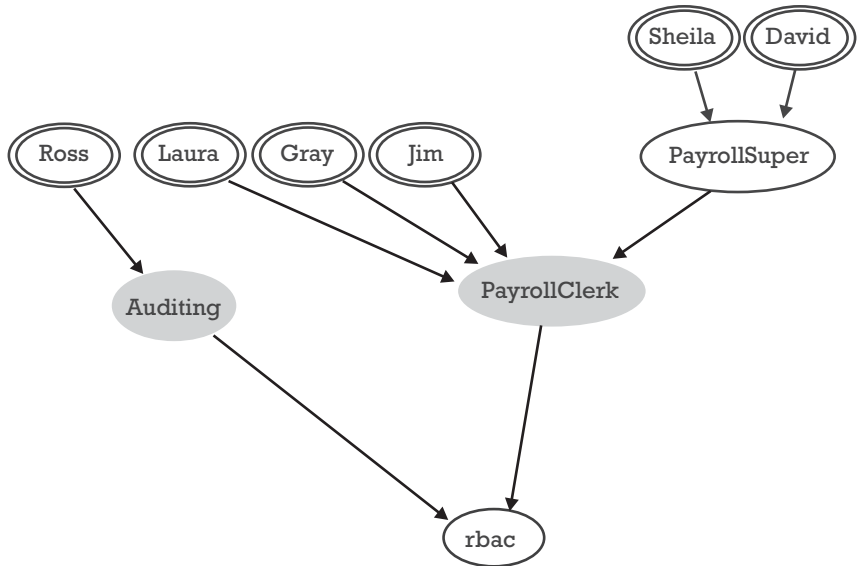 Sheila
David
Ross
Laura
Gray
Jim
PayrollSuper
PayrollClerk
Auditing
rbac